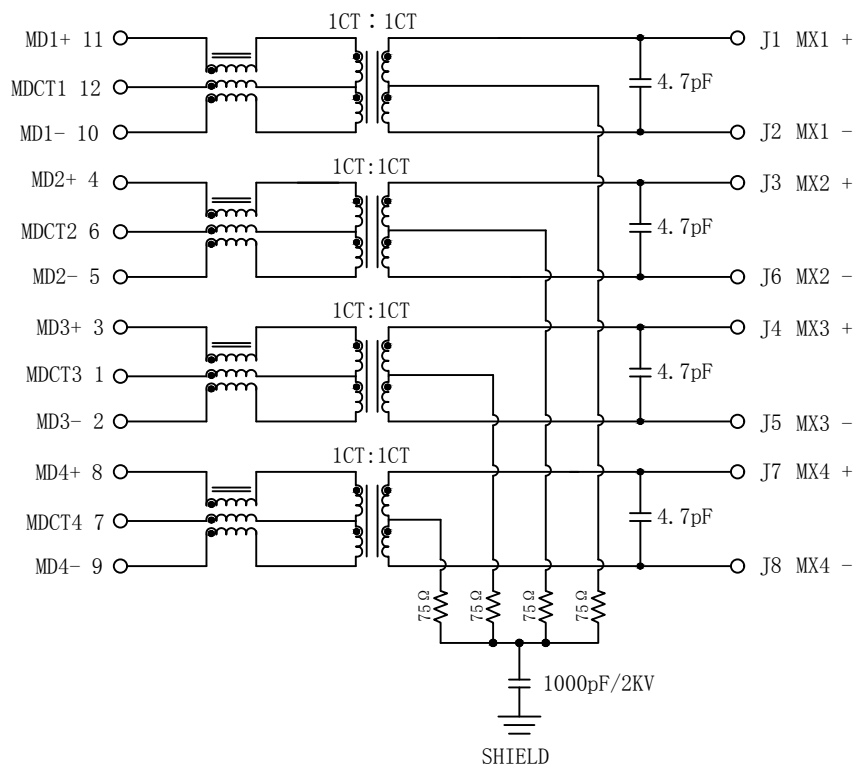 1CT : 1CT
MD1+ 11
J1 MX1 +
MDCT1 12
4.7pF
MD1- 10
J2 MX1 -
1CT:1CT
MD2+ 4
J3 MX2 +
MDCT2 6
4.7pF
MD2- 5
J6 MX2 -
1CT:1CT
MD3+ 3
J4 MX3 +
MDCT3 1
4.7pF
MD3- 2
J5 MX3 -
1CT:1CT
MD4+ 8
J7 MX4 +
MDCT4 7
4.7pF
MD4- 9
J8 MX4 -
75Ω
75Ω
75Ω
75Ω
1000pF/2KV
SHIELD